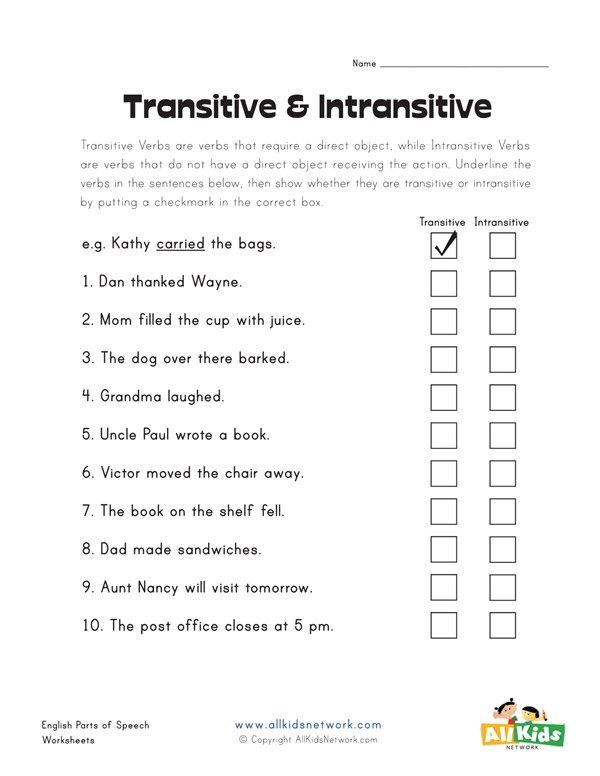 Name
Transitive & Intransitive
Transitive Verbs are verbs that require a direct object, while Intransitive Verbs
are verbs that do not have a direct object receiving the action. Underline the
verbs in the sentences below, then show whether they are transitive or intransitive
by putting a checkmark in the correct box.
Transitive Intransitive
e.g. Kathy carried the bags.
1. Dan thanked Wayne.
2. Mom filled the cup with juice.
3. The dog over there barked.
4. Grandma laughed.
5. Uncle Paul wrote a book.
6. Victor moved the chair away.
7. The book on the shelf fell.
8. Dad made sandwiches.
9. Aunt Nancy will visit tomorrow.
10. The post office closes at 5 pm.
English Parts of Speech
Worksheets
www.allkidsnetwork.com
© Copyright AllKidsNetwork.com
All Kids
NETWORK